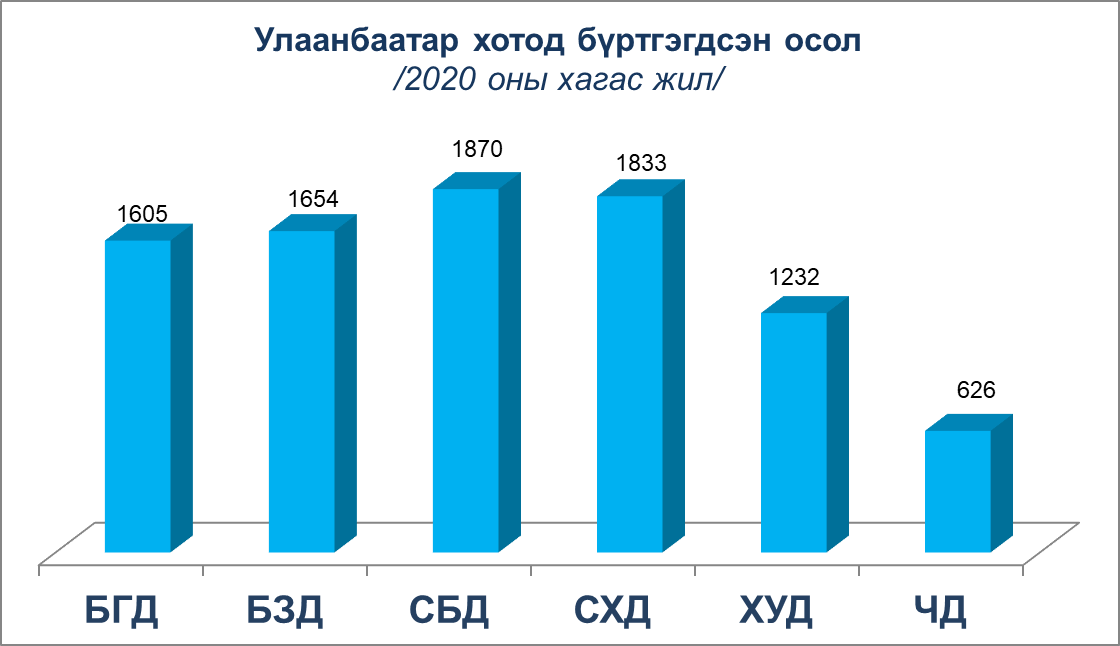 Улаанбаатар хотод бүртгэгдсэн осол
/2020 оны хагас жил/
1605
1654
1870
1833
1232
626
БГД
БЗД
СБД
СХД
ХУД
ЧД